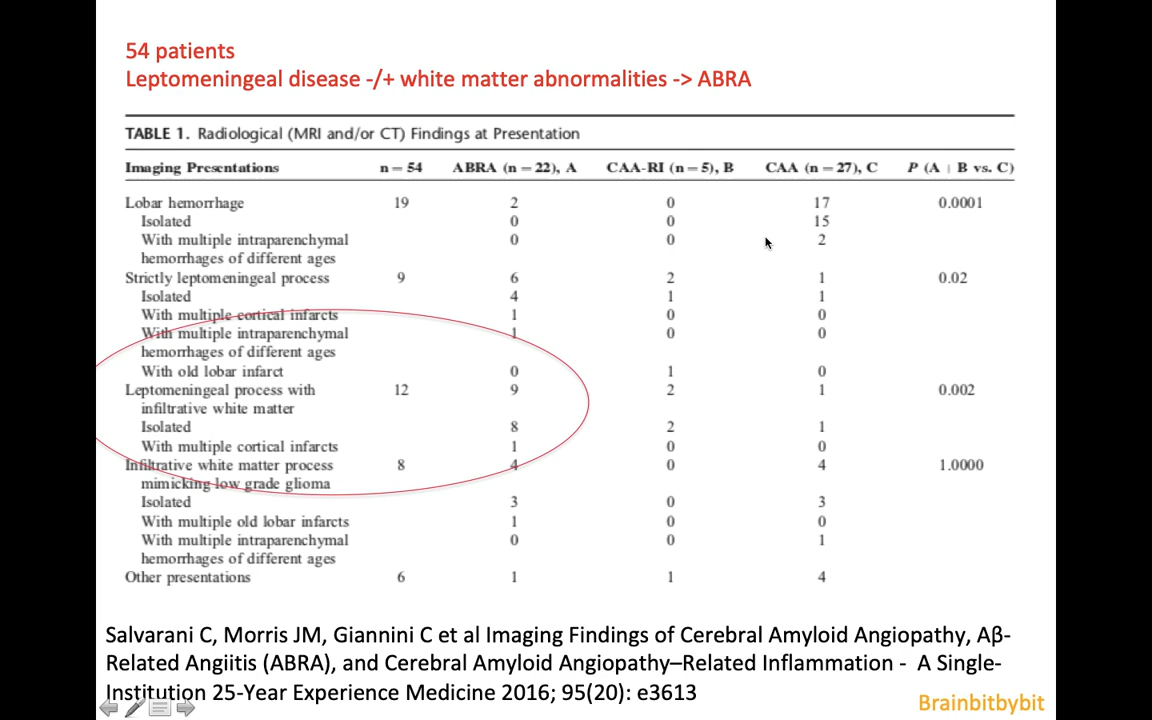 54 patients
Leptomeningeal disease -/+ white matter abnormalities -> ABRA
TABLE 1. Radiological (MRI and/or CT) Findings at Presentation
Imaging Presentations n = 54 ABRA (n = 22), A CAA-RI (n = 5), B CAA (n = 27), C P (A | B vs. C)
Lobar hemorrhage 19 2 0 17 0.0001
Isolated 0 0 15
With multiple intraparenchymal 0 0 2
hemorrhages of different ages
Strictly leptomeningeal process 9 6 2 1 0.02
Isolated 4 1 1
With multiple cortical infarcts 1 0 0
With multiple intraparenchymal 1 0 0
hemorrhages of different ages
With old lobar infarct 0 1 0
Leptomeningeal process with 12 9 2 1 0.002
infiltrative white matter
Isolated 8 2 1
With multiple cortical infarcts 1 0 0
Infiltrative white matter process 8 4 0 4 1.0000
mimicking low grade glioma
Isolated 3 0 3
With multiple old lobar infarcts 1 0 0
With multiple intraparenchymal 0 0 1
hemorrhages of different ages
Other presentations 6 1 1 4
Salvarani C, Morris JM, Giannini C et al Imaging Findings of Cerebral Amyloid Angiopathy, Aβ-
Related Angiitis (ABRA), and Cerebral Amyloid Angiopathy–Related Inflammation - A Single-
Institution 25-Year Experience Medicine 2016; 95(20): e3613
Brainbitbybit